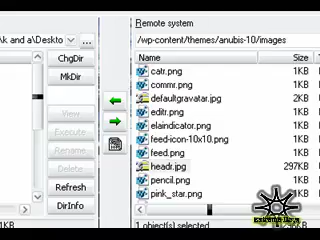 Remote system
\k and a\Deskto
...
/wp-content/themes/anubis-10/images
ChgDir
MkDir
View
Execute
Rename
Delete
Refresh
DirInfo
Name Size
catr.png 1KB
commr.png 1KB
defaultgravatar.jpg 2KB
editr.png 1KB
elaindicator.png 1KB
feed-icon-10x10.png 1KB
feed.png 1KB
headr.jpg 297KB
pencil.png 1KB
pink_star.png 1KB
1 object(s) selected